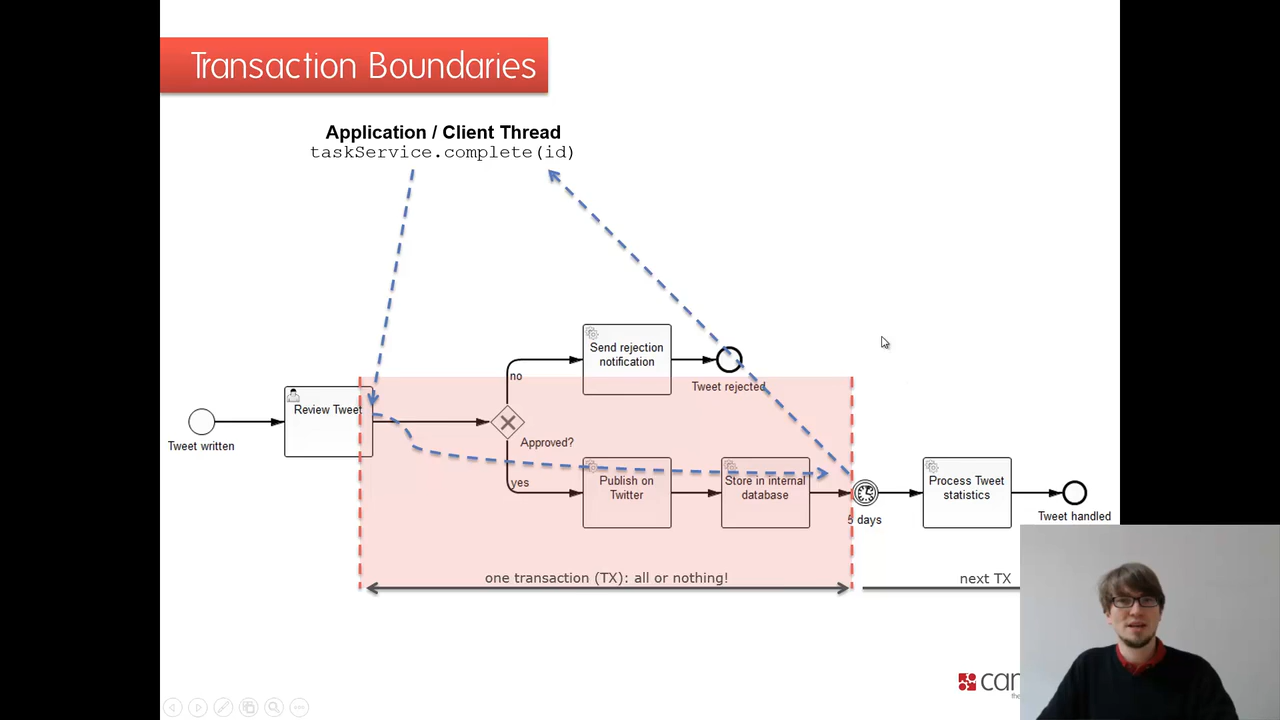 Transaction Boundaries
Application / Client Thread
taskService.complete(id)
Send rejection
notification
no
Tweet rejected
Review Tweet
Tweet written
Approved?
yes
Publish on
Twitter
Store in internal
database
5 days
Process Tweet
statistics
Tweet handled
one transaction (TX): all or nothing!
next TX